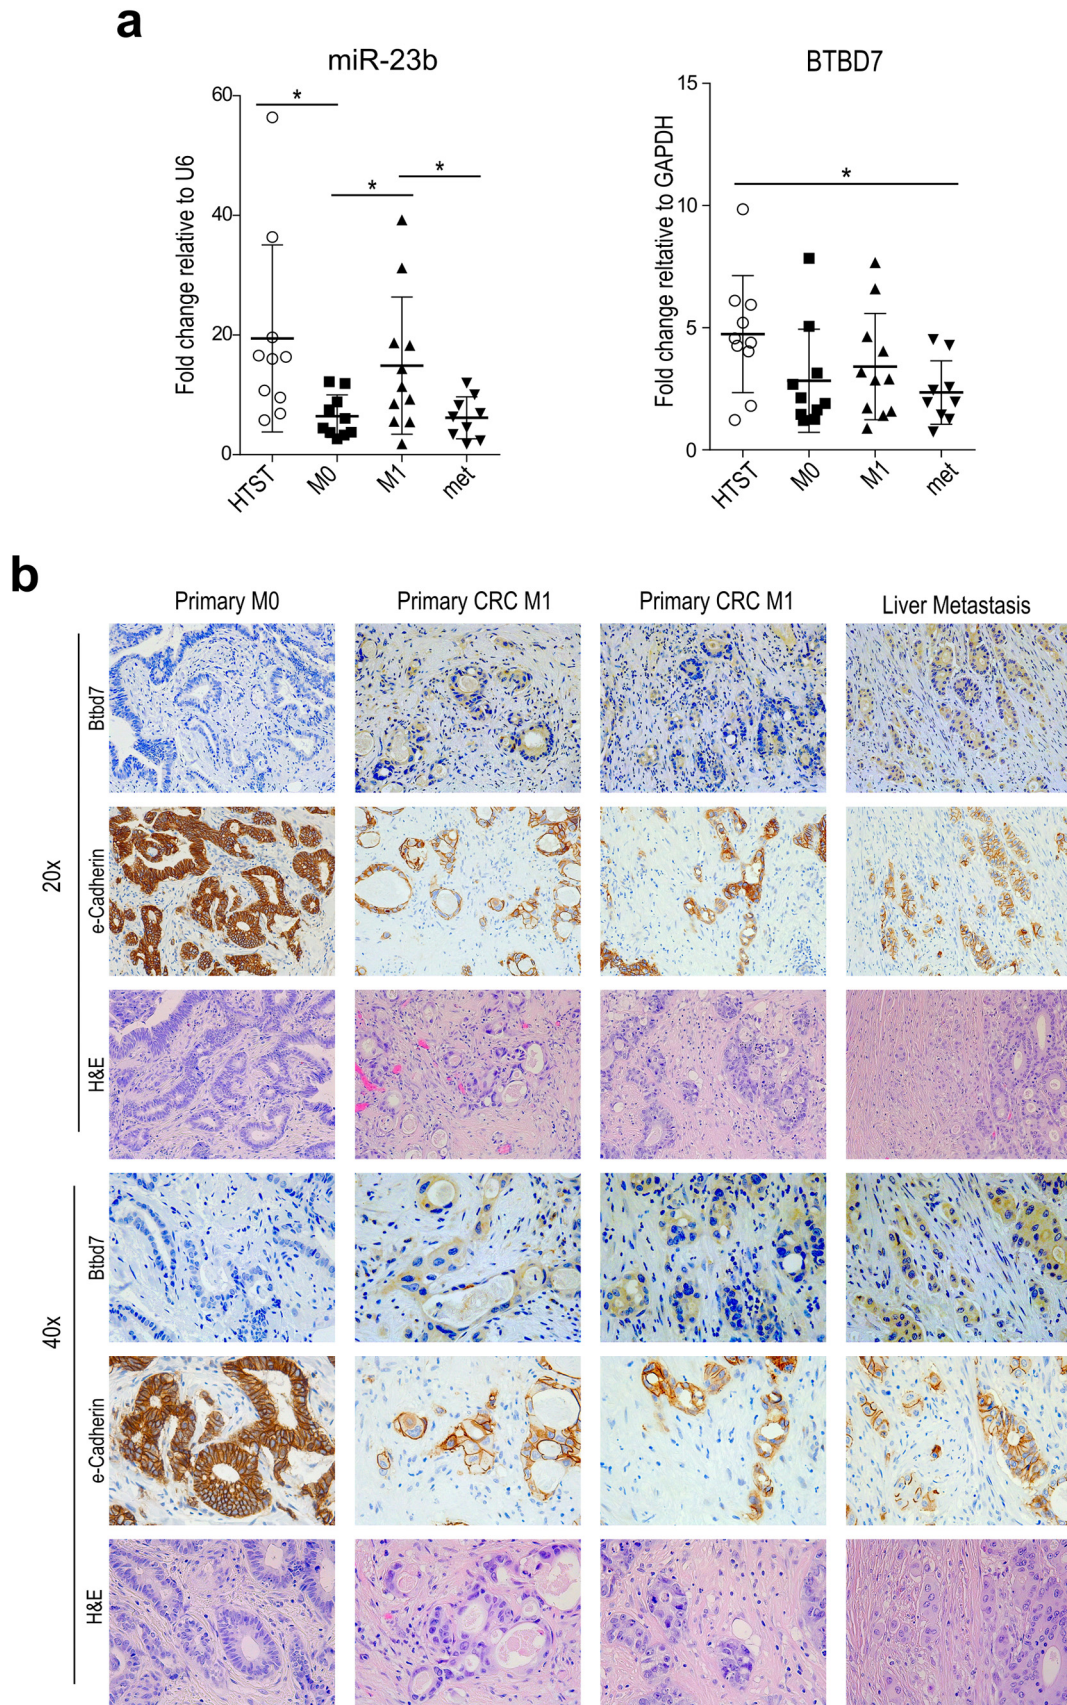 a
miR-23b
BTBD7
Fold change relative to U6
60
40
20
0
*
*
*
HTST
M0
M1
met
Fold change reltative to GAPDH
15
10
5
0
*
HTST
M0
M1
met
b
Primary M0
Primary CRC M1
Primary CRC M1
Liver Metastasis
20x
Btbd7
e-Cadherin
H&E
40x
Btbd7
e-Cadherin
H&E